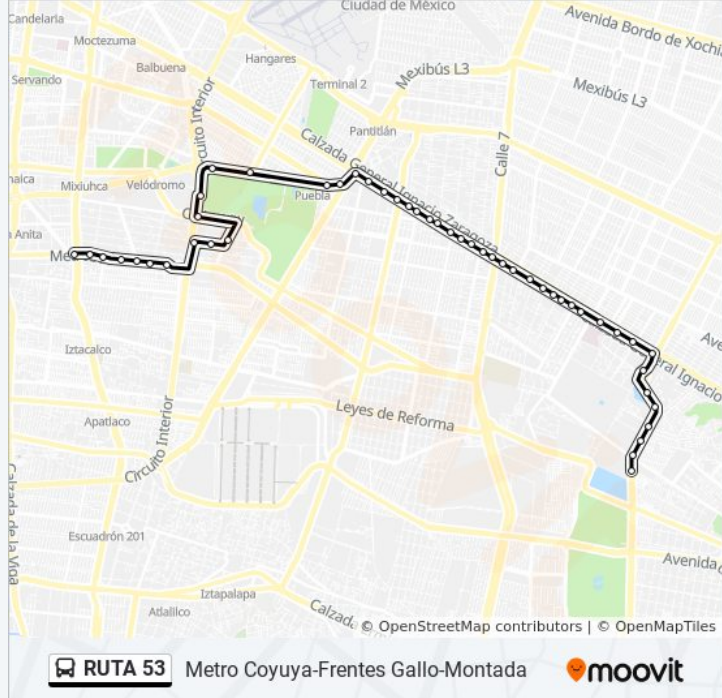 Ciudad de México
Candelaria
Avenida Bordo de Xochi
Moctezuma
Hangares
Balbuena
Mexibús L3
Servando
Terminal 2
Mexibús L3
Circuito Interior
Pantitlán
Calle 7
Calzada General Ignacio Zaragoza
Mixiuhca
Velódromo
Puebla
a Anita
Iztacalco
General Ignacio
Leyes de Reforma
Apatlaco
Circuito Interior
Calzada de la Viga
Escuadrón 201
Avenida
Iztapalapa
Atlalilco
Calzada
© OpenStreetMap contributors | © OpenMapTiles
RUTA 53
Metro Coyuya-Frentes Gallo-Montada
moovit